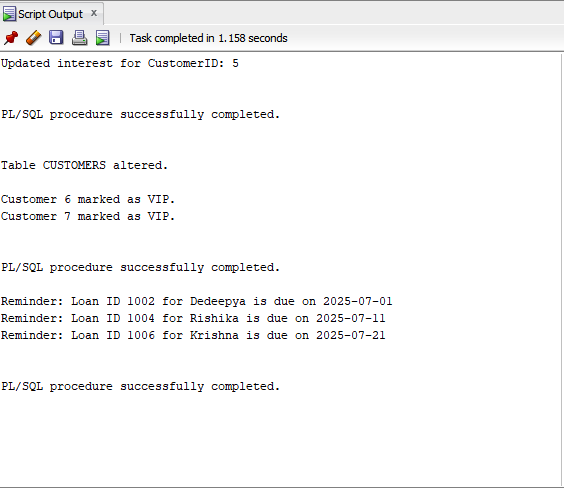 Script Output x
Task completed in 1.158 seconds
Updated interest for CustomerID: 5
PL/SQL procedure successfully completed.
Table CUSTOMERS altered.
Customer 6 marked as VIP.
Customer 7 marked as VIP.
PL/SQL procedure successfully completed.
Reminder: Loan ID 1002 for Dedeepya is due on 2025-07-01
Reminder: Loan ID 1004 for Rishika is due on 2025-07-11
Reminder: Loan ID 1006 for Krishna is due on 2025-07-21
PL/SQL procedure successfully completed.